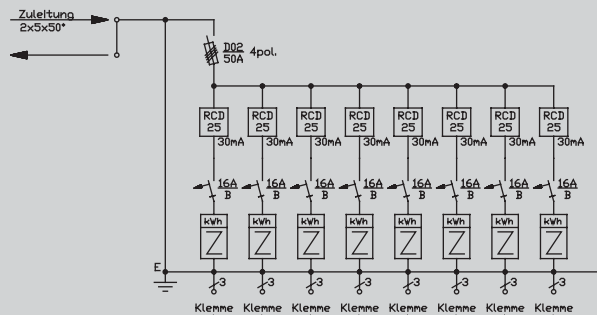 Zuleitung
2x5x50°
D02
50A 4pol.
RCD RCD RCD RCD RCD RCD RCD RCD
25 25 25 25 25 25 25 25
30mA 30mA 30mA 30mA 30mA 30mA 30mA 30mA
16A 16A 16A 16A 16A 16A 16A 16A
B B B B B B B B
kWh kWh kWh kWh kWh kWh kWh kWh
Z Z Z Z Z Z Z Z
E
3 3 3 3 3 3 3 3
Klemme Klemme Klemme Klemme Klemme Klemme Klemme Klemme